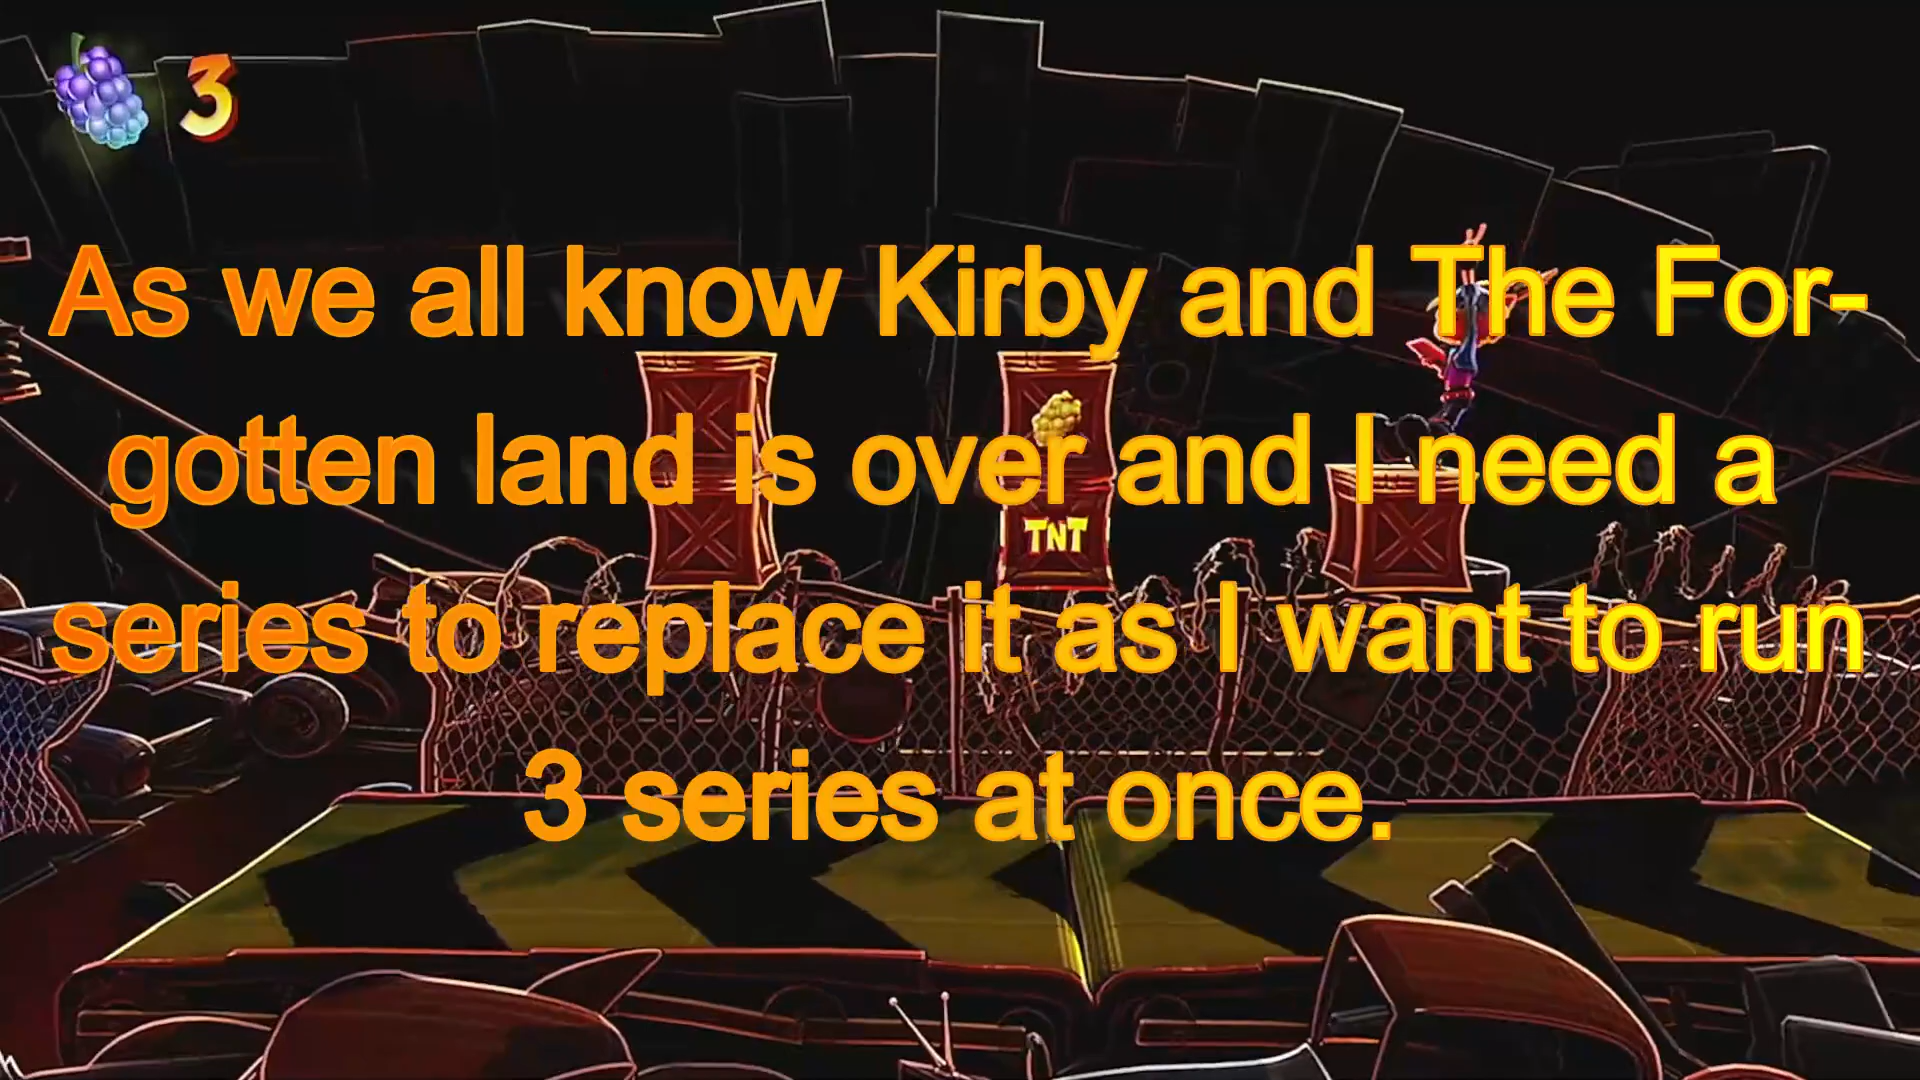 3
As we all know Kirby and The For-
gotten land is over and I need a
series to replace it as I want to run
3 series at once.
TNT